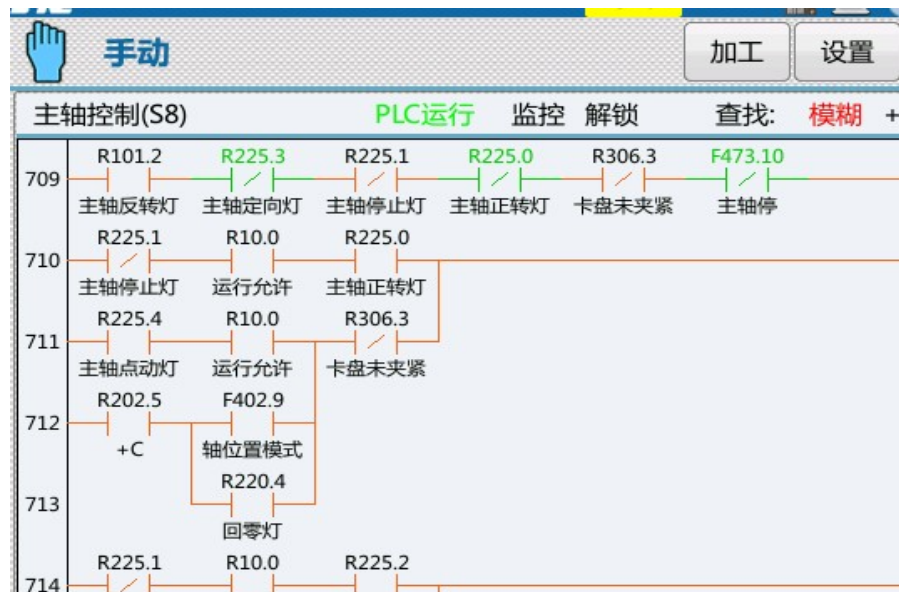 手动 加工 设置
主轴控制(S8) PLC运行 监控 解锁 查找: 模糊 +
R101.2 R225.3 R225.1 R225.0 R306.3 F473.10
709
主轴反转灯 主轴定向灯 主轴停止灯 主轴正转灯 卡盘未夹紧 主轴停
R225.1 R10.0 R225.0
710
主轴停止灯 运行允许 主轴正转灯
R225.4 R10.0 R306.3
711
主轴点动灯 运行允许 卡盘未夹紧
R202.5 F402.9
712
+C 轴位置模式
R220.4
713
回零灯
R225.1 R10.0 R225.2
714